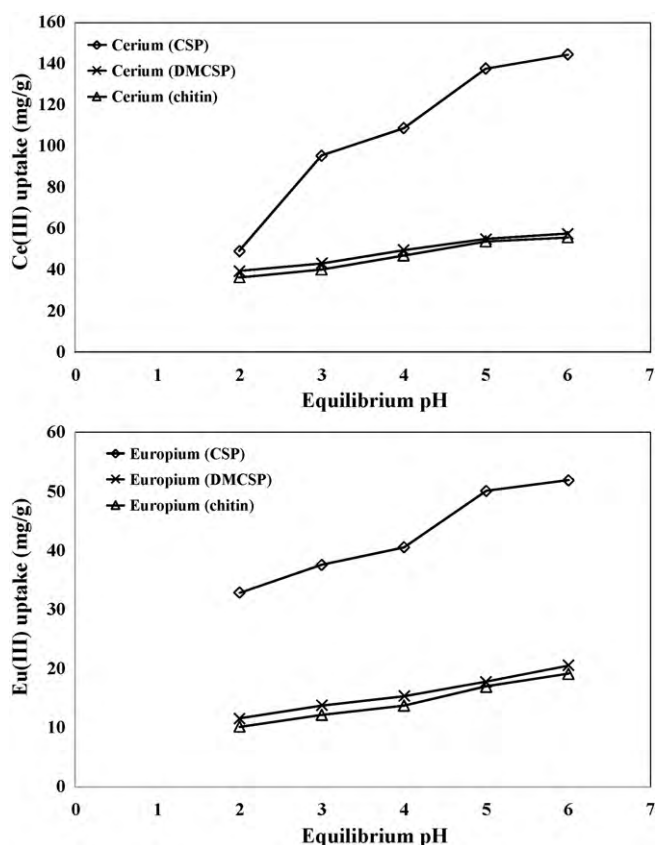 160
140
120
100
80
60
40
20
0
Ce(III) uptake (mg/g)
Cerium (CSP)
Cerium (DMCSP)
Cerium (chitin)
0 1 2 3 4 5 6 7
Equilibrium pH
60
50
40
30
20
10
0
Eu(III) uptake (mg/g)
Europium (CSP)
Europium (DMCSP)
Europium (chitin)
0 1 2 3 4 5 6 7
Equilibrium pH